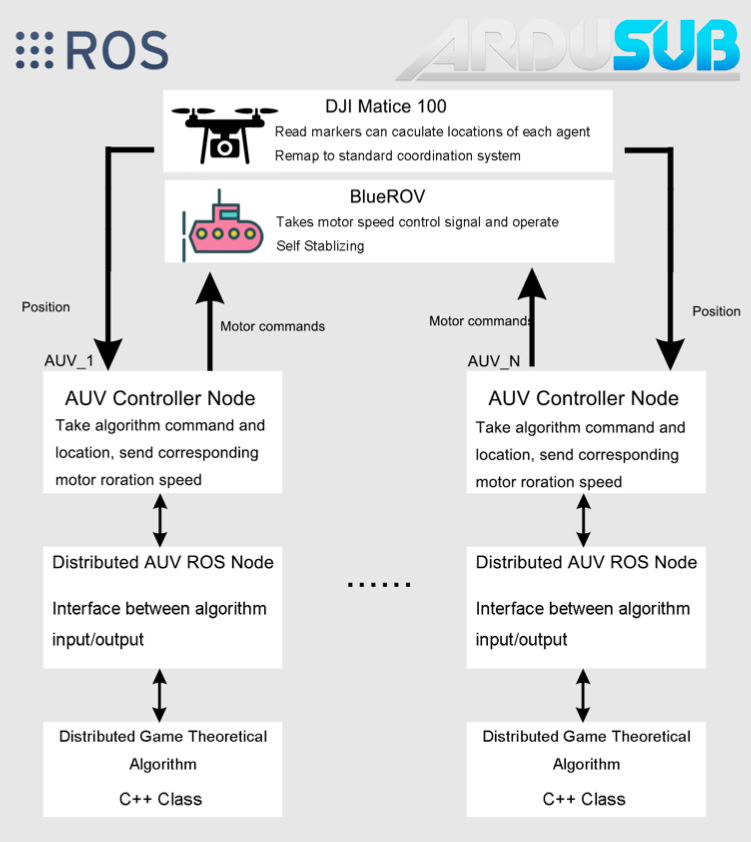 ROS
ARDUSUB
DJI Matice 100
Read markers can caculate locations of each agent
Remap to standard coordination system
BlueROV
Takes motor speed control signal and operate
Self Stablizing
Position
Motor commands
Motor commands
Position
AUV_1
AUV Controller Node
Take algorithm command and
location, send corresponding
motor roration speed
Distributed AUV ROS Node
Interface between algorithm
input/output
Distributed Game Theoretical
Algorithm
C++ Class
......
AUV_N
AUV Controller Node
Take algorithm command and
location, send corresponding
motor roration speed
Distributed AUV ROS Node
Interface between algorithm
input/output
Distributed Game Theoretical
Algorithm
C++ Class